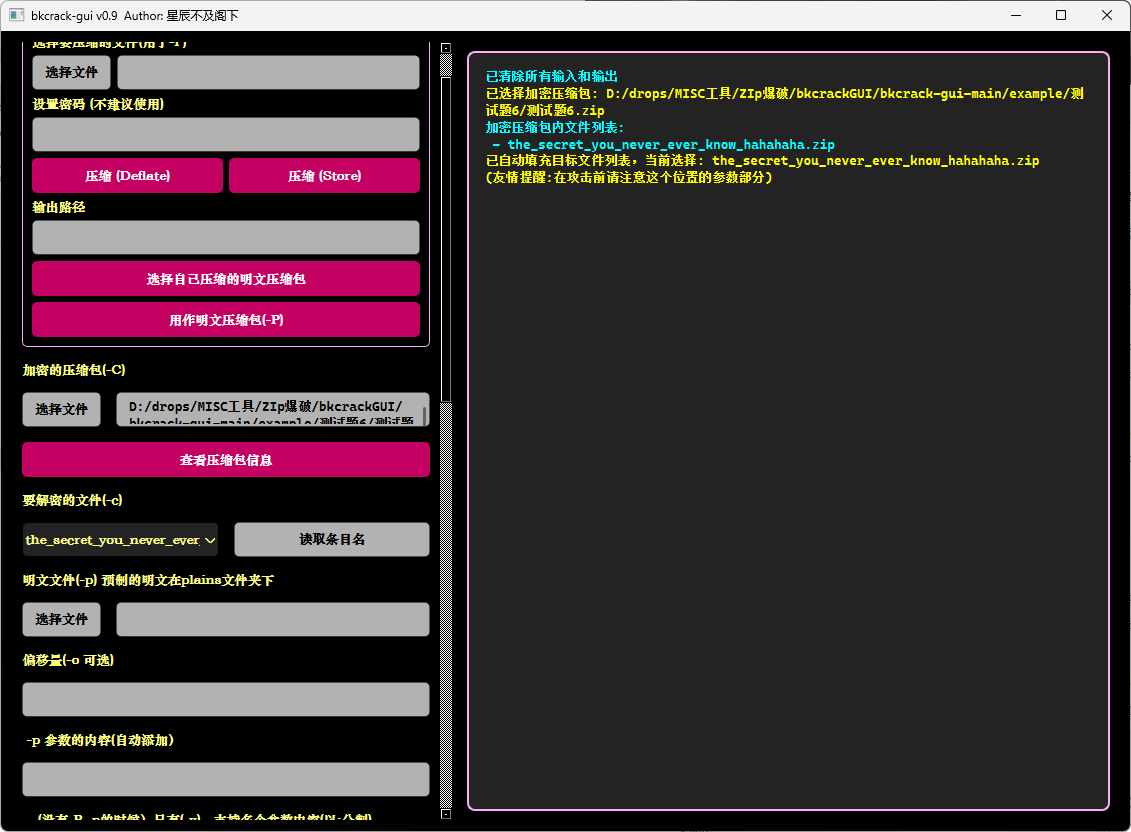 bkcrack-gui v0.9 Author: 星辰不及阁下
选择要压缩的文件(用于-P)
选择文件
设置密码 (不建议使用)
压缩 (Deflate)
压缩 (Store)
输出路径
选择自己压缩的明文压缩包
用作明文压缩包(-P)
加密的压缩包(-C)
选择文件
D:/drops/MISC工具/ZIp爆破/bkcrackGUI/
bkcrack-gui-main/example/测试题6/测试题
查看压缩包信息
要解密的文件(-c)
the_secret_you_never_ever_
读取条目名
明文文件(-p) 预制的明文在plains文件夹下
选择文件
偏移量(-o 可选)
-p 参数的内容(自动添加)
已清除所有输入和输出
已选择加密压缩包: D:/drops/MISC工具/ZIp爆破/bkcrackGUI/bkcrack-gui-main/example/测
试题6/测试题6.zip
加密压缩包内文件列表:
- the_secret_you_never_ever_know_hahahaha.zip
已自动填充目标文件列表，当前选择: the_secret_you_never_ever_know_hahahaha.zip
(友情提醒:在攻击前请注意这个位置的参数部分)